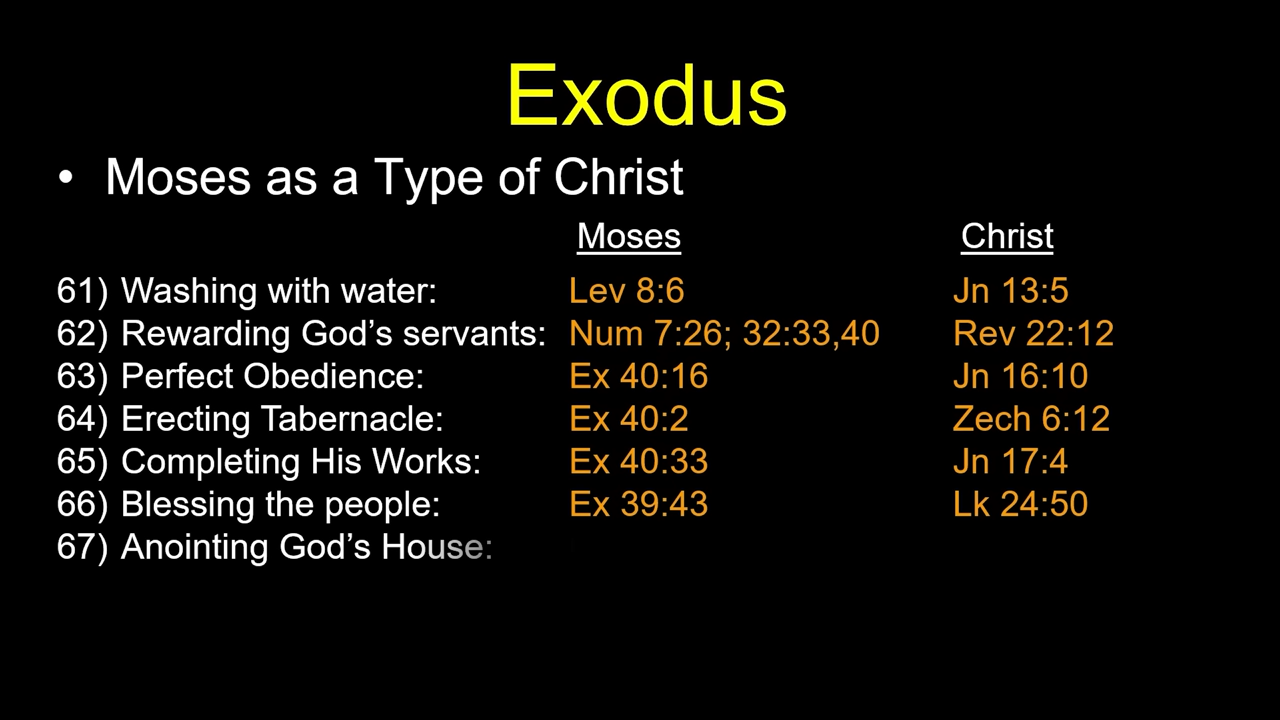 Exodus
• Moses as a Type of Christ
Moses Christ
61) Washing with water: Lev 8:6 Jn 13:5
62) Rewarding God’s servants: Num 7:26; 32:33,40 Rev 22:12
63) Perfect Obedience: Ex 40:16 Jn 16:10
64) Erecting Tabernacle: Ex 40:2 Zech 6:12
65) Completing His Works: Ex 40:33 Jn 17:4
66) Blessing the people: Ex 39:43 Lk 24:50
67) Anointing God’s House: